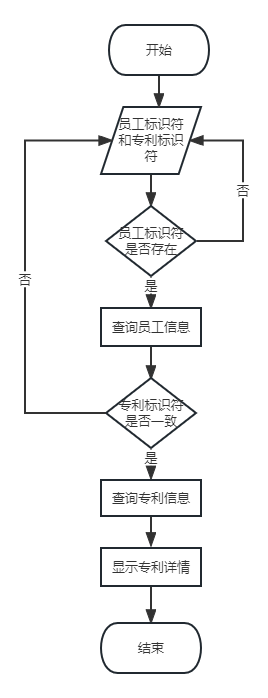 开始
员工标识符
和专利标识
符
员工标识符
是否存在
否
是
否
查询员工信息
专利标识符
是否一致
是
查询专利信息
显示专利详情
结束